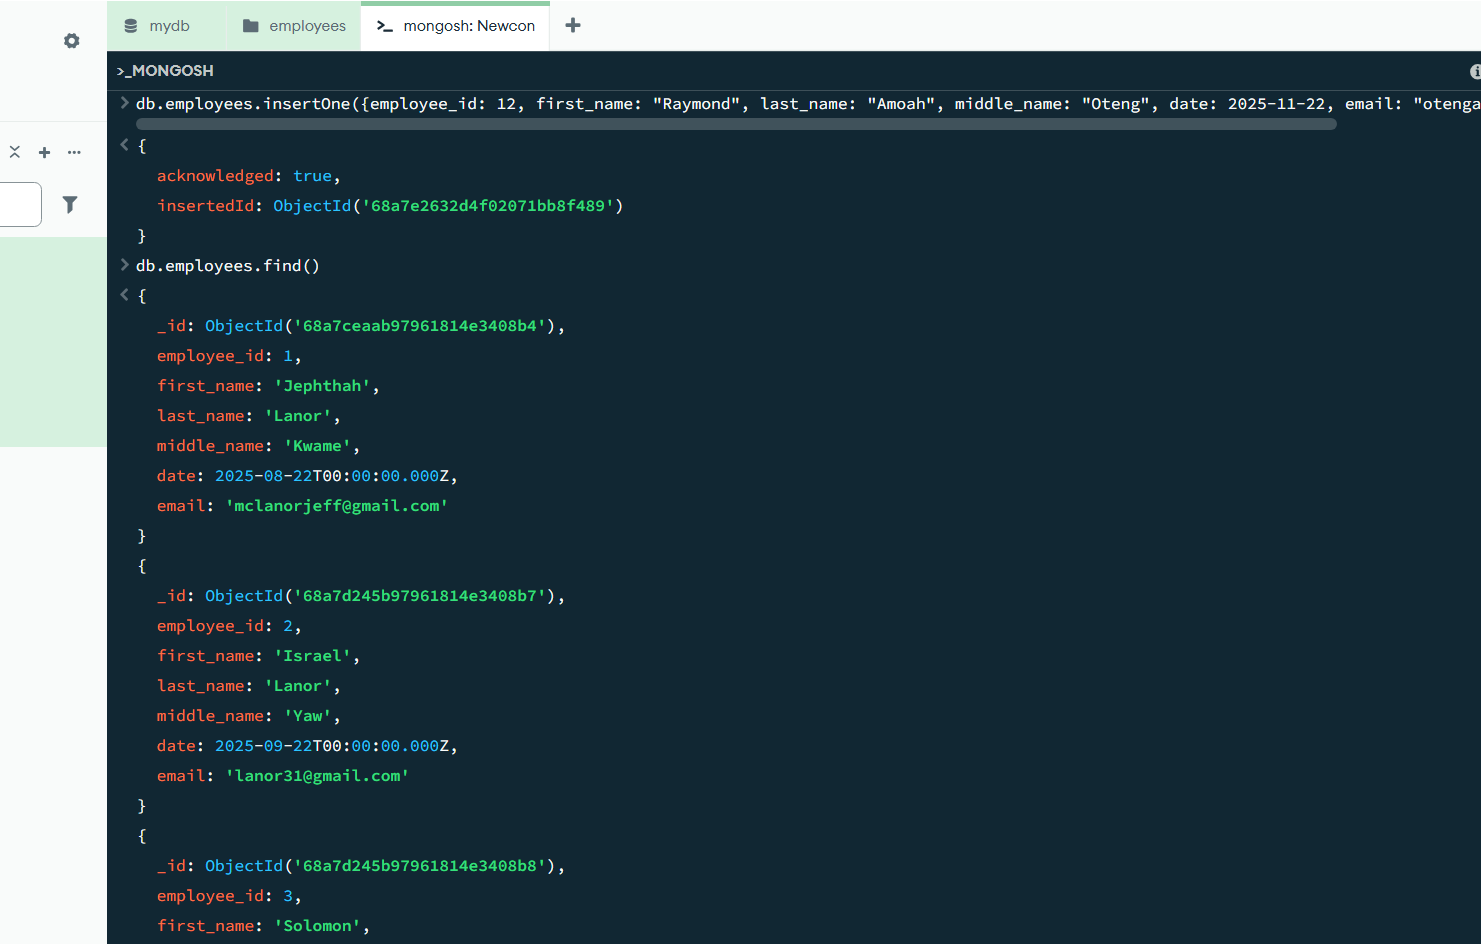 mydb
employees
mongosh: Newcon
>_MONGOSH
db.employees.insertOne({employee_id: 12, first_name: "Raymond", last_name: "Amoah", middle_name: "Oteng", date: 2025-11-22, email: "otenga
{
acknowledged: true,
insertedId: ObjectId('68a7e2632d4f02071bb8f489')
}
db.employees.find()
{
_id: ObjectId('68a7ceaab97961814e3408b4'),
employee_id: 1,
first_name: 'Jephthah',
last_name: 'Lanor',
middle_name: 'Kwame',
date: 2025-08-22T00:00:00.000Z,
email: 'mclanorjeff@gmail.com'
}
{
_id: ObjectId('68a7d245b97961814e3408b7'),
employee_id: 2,
first_name: 'Israel',
last_name: 'Lanor',
middle_name: 'Yaw',
date: 2025-09-22T00:00:00.000Z,
email: 'lanor31@gmail.com'
}
{
_id: ObjectId('68a7d245b97961814e3408b8'),
employee_id: 3,
first_name: 'Solomon',